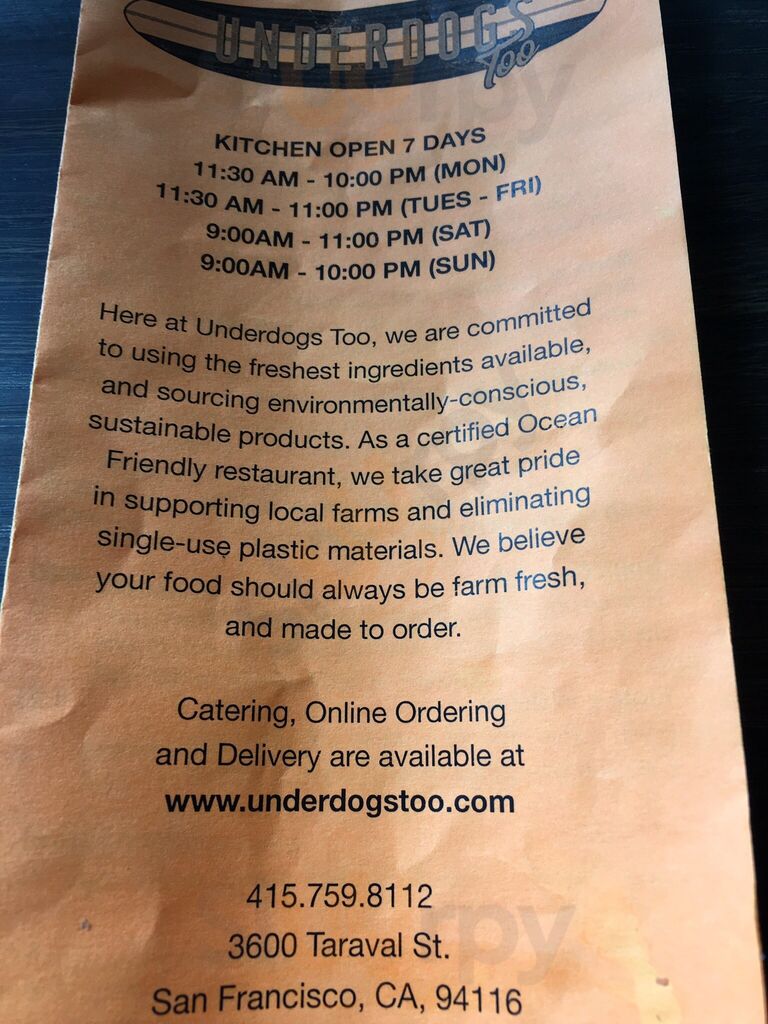 UNDERDOGS
Too
KITCHEN OPEN 7 DAYS
11:30 AM - 10:00 PM (MON)
11:30 AM - 11:00 PM (TUES - FRI)
9:00AM - 11:00 PM (SAT)
9:00AM - 10:00 PM (SUN)
Here at Underdogs Too, we are committed
to using the freshest ingredients available,
and sourcing environmentally-conscious,
sustainable products. As a certified Ocean
Friendly restaurant, we take great pride
in supporting local farms and eliminating
single-use plastic materials. We believe
your food should always be farm fresh,
and made to order.
Catering, Online Ordering
and Delivery are available at
www.underdogstoo.com
415.759.8112
3600 Taraval St.
San Francisco, CA, 94116